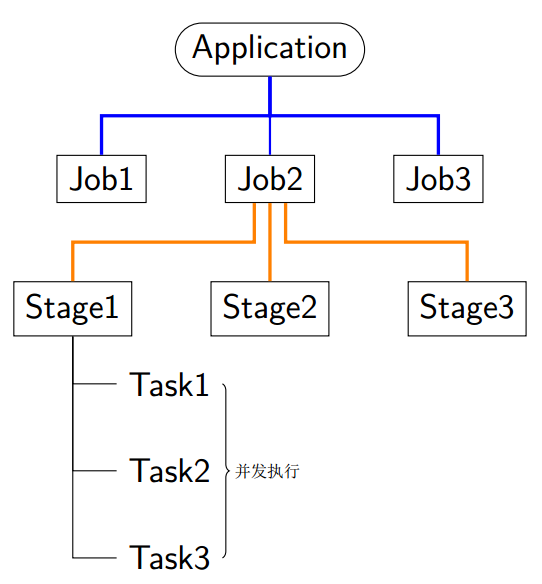 Application
Job1
Job2
Job3
Stage1
Stage2
Stage3
Task1
Task2
并发执行
Task3